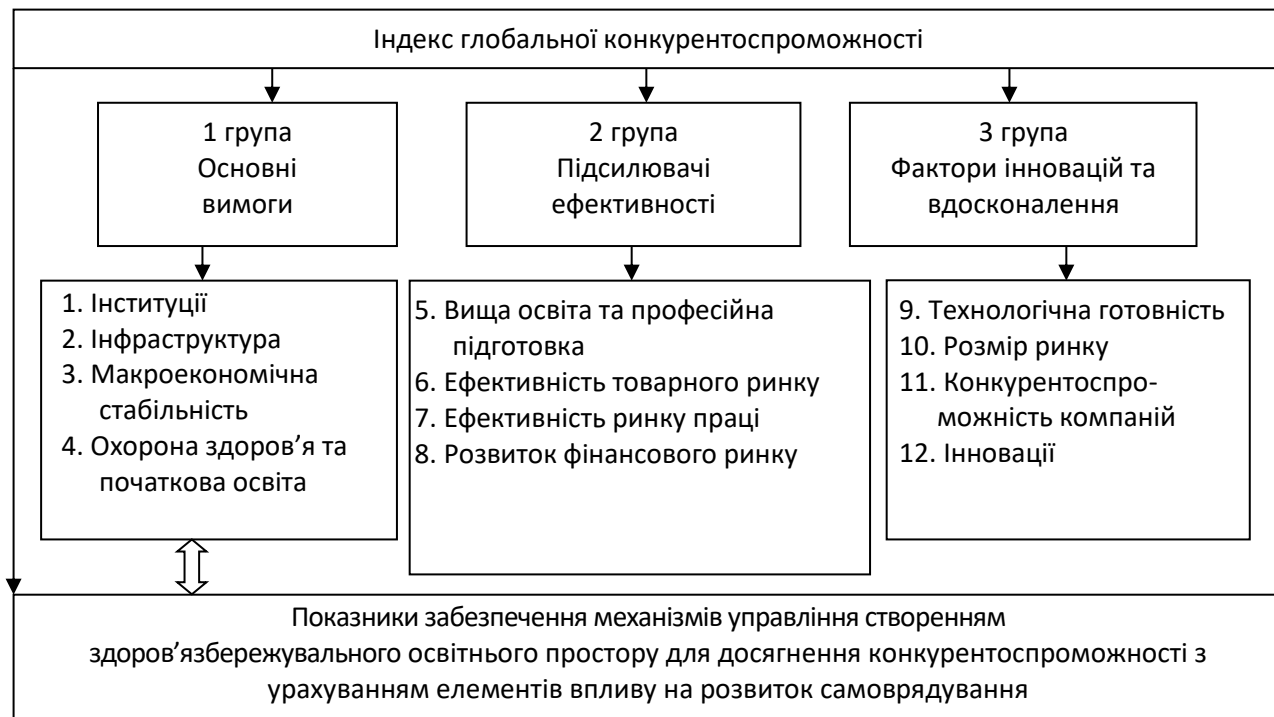 Індекс глобальної конкурентоспроможності
1 група
Основні
вимоги
2 група
Підсилювачі
ефективності
3 група
Фактори інновацій та
вдосконалення
1. Інституції
2. Інфраструктура
3. Макроекономічна
стабільність
4. Охорона здоров’я та
початкова освіта
5. Вища освіта та професійна
підготовка
6. Ефективність товарного ринку
7. Ефективність ринку праці
8. Розвиток фінансового ринку
9. Технологічна готовність
10. Розмір ринку
11. Конкурентоспро-
можність компаній
12. Інновації
Показники забезпечення механізмів управління створенням
здоров’язбережувального освітнього простору для досягнення конкурентоспроможності з
урахуванням елементів впливу на розвиток самоврядування